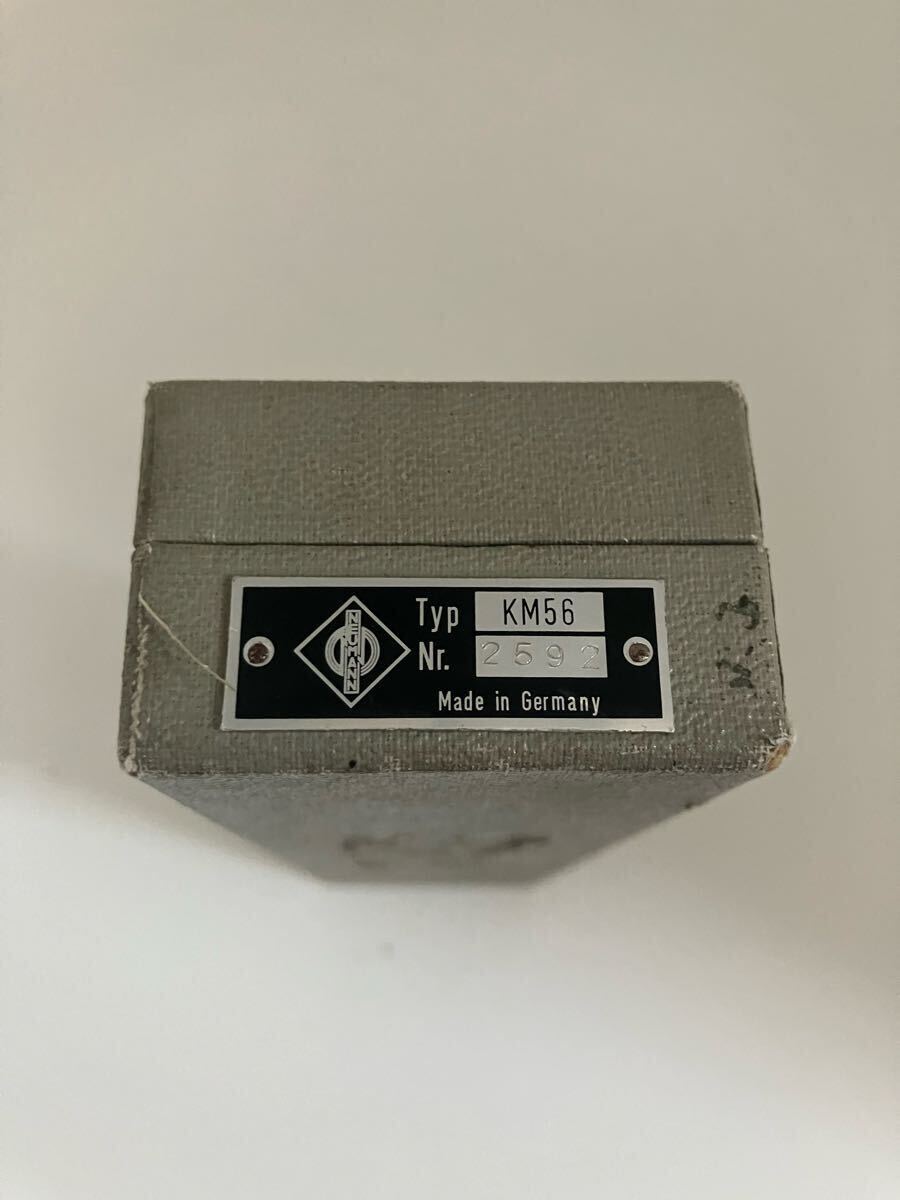 NEUMANN
Typ KM56
Nr. 2592
Made in Germany